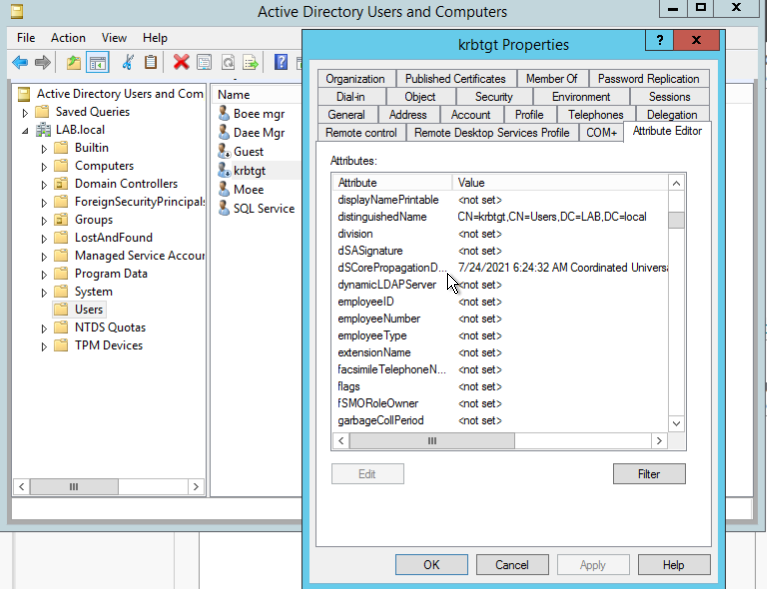 Active Directory Users and Computers
File Action View Help
Active Directory Users and Com
Saved Queries
LAB.local
Builtin
Computers
Domain Controllers
ForeignSecurityPrincipals
Groups
LostAndFound
Managed Service Accour
Program Data
System
Users
NTDS Quotas
TPM Devices
Name
Boee mgr
Daee Mgr
Guest
krbtgt
Moee
SQL Service
krbtgt Properties
? x
Organization Published Certificates Member Of Password Replication
Dial-in Object Security Environment Sessions
General Address Account Profile Telephones Delegation
Remote control Remote Desktop Services Profile COM+ Attribute Editor
Attributes:
Attribute Value
displayNamePrintable <not set>
distinguishedName CN=krbtgt,CN=Users,DC=LAB,DC=local
division <not set>
dSASignature <not set>
dSCorePropagationD... 7/24/2021 6:24:32 AM Coordinated Universa
dynamicLDAPServer <not set>
employeeID <not set>
employeeNumber <not set>
employeeType <not set>
extensionName <not set>
facsimileTelephoneN... <not set>
flags <not set>
fSMORoleOwner <not set>
garbageCollPeriod <not set>
Edit Filter
OK Cancel Apply Help